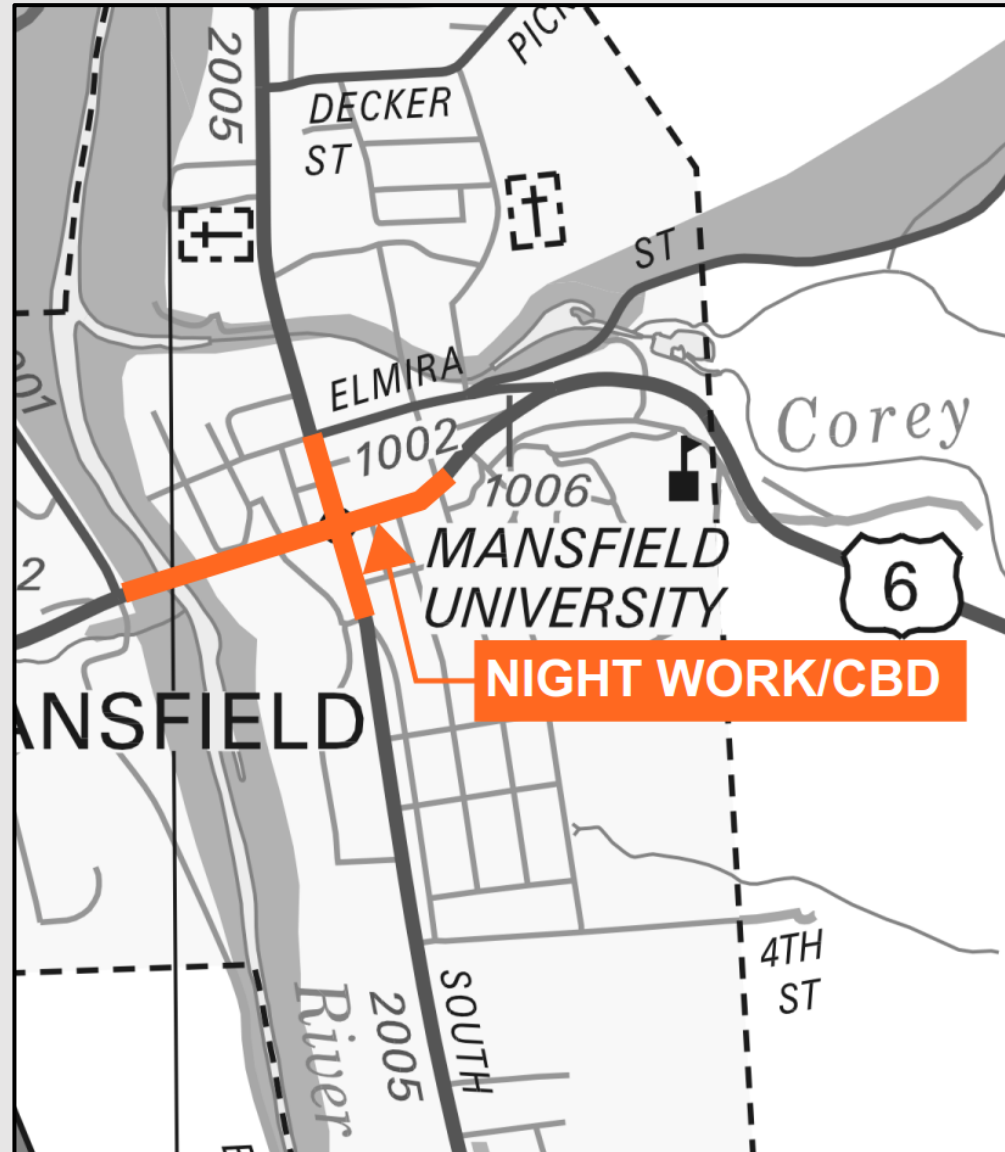 2005
PICK
DECKER
ST
ST
ELMIRA
1002
Corey
1006
MANSFIELD
UNIVERSITY
6
2
NIGHT WORK/CBD
ANSFIELD
4TH
ST
SOUTH
2005
River